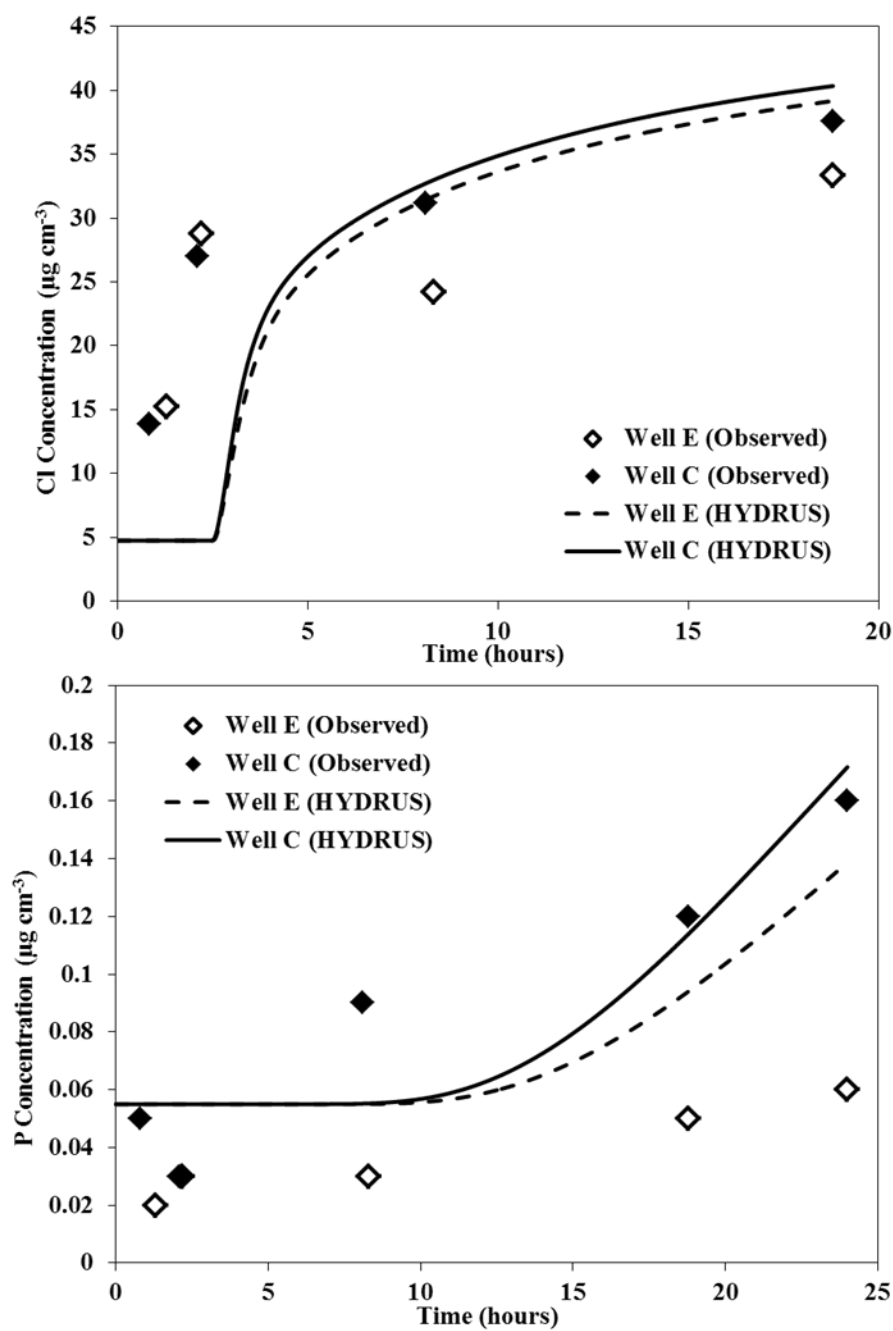 45
40
35
30
25
20
15
10
5
0
Cl Concentration (µg cm-3)
Well E (Observed)
Well C (Observed)
Well E (HYDRUS)
Well C (HYDRUS)
0 5 10 15 20
Time (hours)
0.2
0.18
0.16
0.14
0.12
0.1
0.08
0.06
0.04
0.02
0
P Concentration (µg cm-3)
Well E (Observed)
Well C (Observed)
Well E (HYDRUS)
Well C (HYDRUS)
0 5 10 15 20 25
Time (hours)